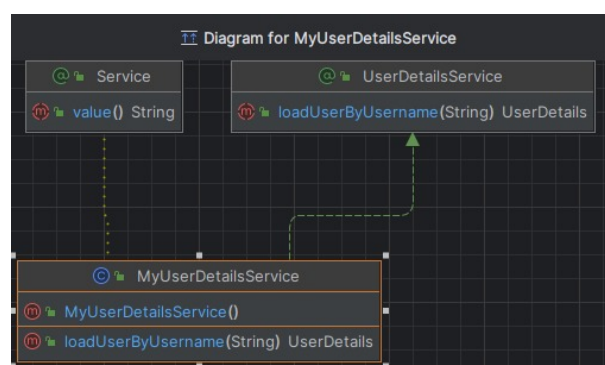 Diagram for MyUserDetailsService
Service
value() String
UserDetailsService
loadUserByUsername(String) UserDetails
MyUserDetailsService
MyUserDetailsService()
loadUserByUsername(String) UserDetails